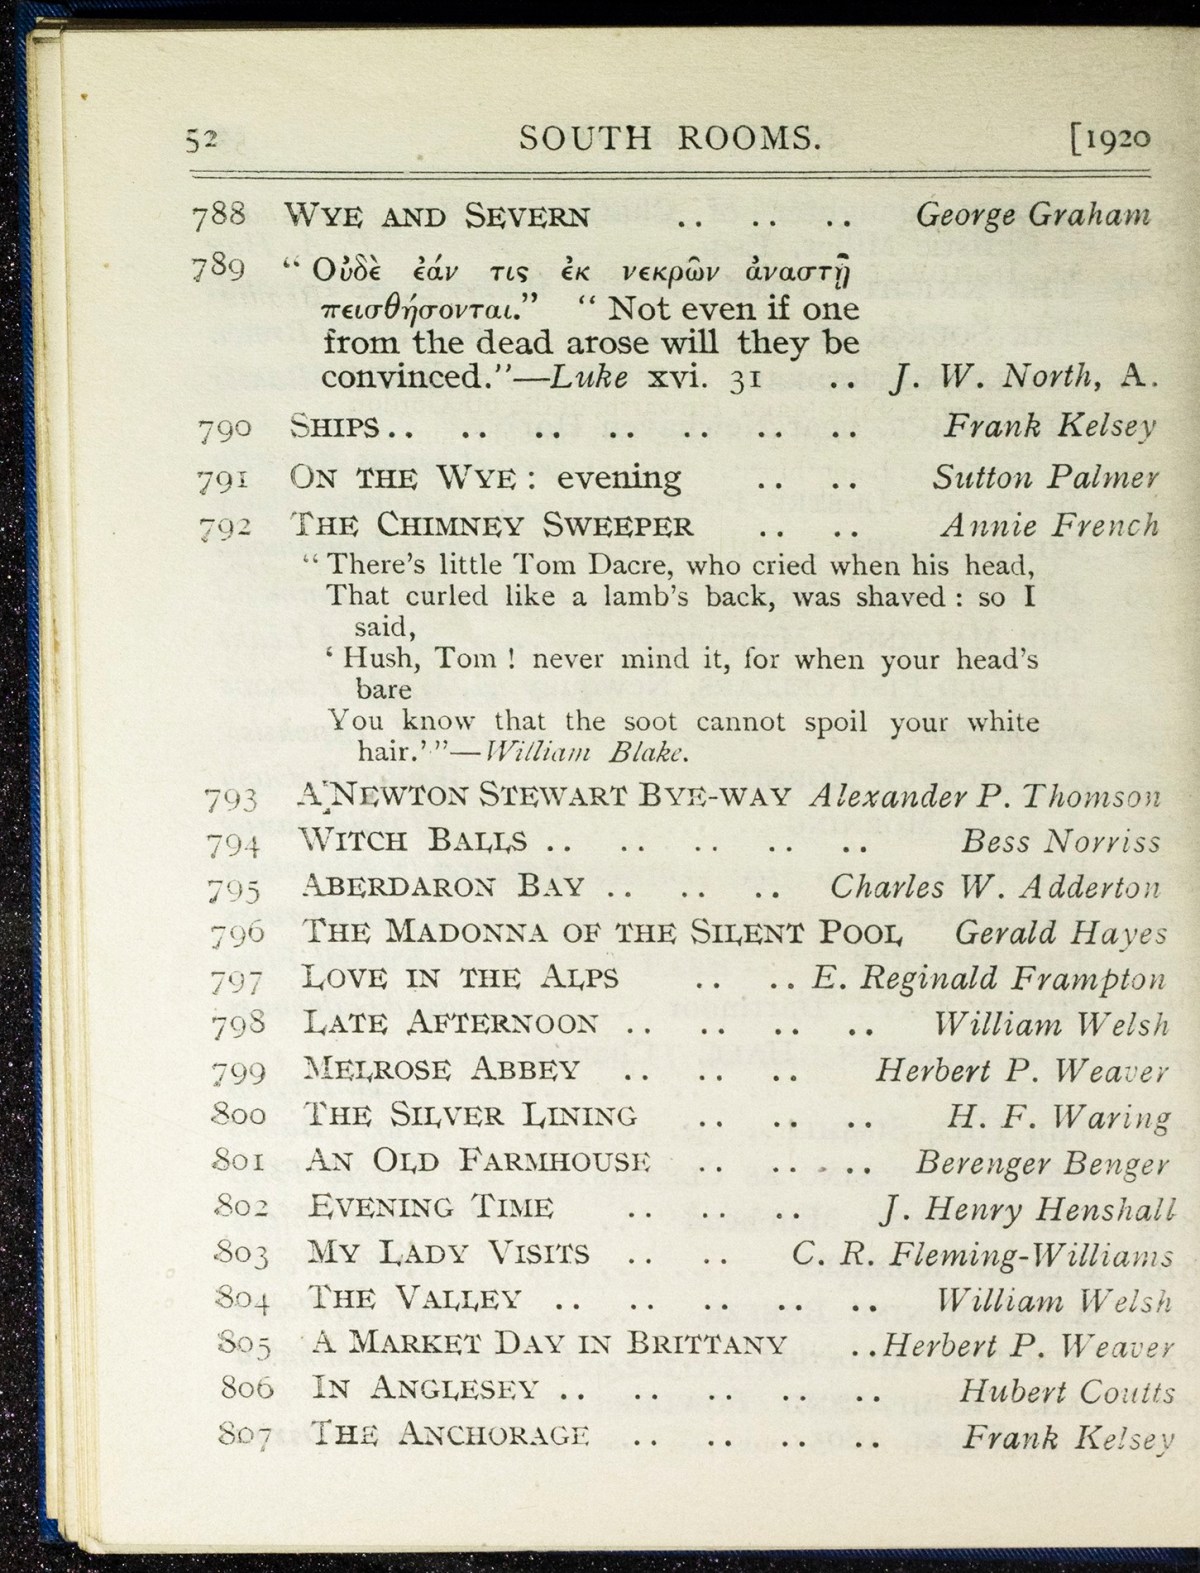 52 SOUTH ROOMS. [1920
788 WYE AND SEVERN .. .. .. George Graham
789 “ Οὐδὲ ἐάν τις ἐκ νεκρῶν ἀναστῇ
πεισθήσονται.” “ Not even if one
from the dead arose will they be
convinced.”—Luke xvi. 31 .. J. W. North, A.
790 SHIPS .. .. .. .. .. .. .. Frank Kelsey
791 ON THE WYE : evening .. .. Sutton Palmer
792 THE CHIMNEY SWEEPER .. .. Annie French
“ There’s little Tom Dacre, who cried when his head,
That curled like a lamb’s back, was shaved : so I
said,
‘ Hush, Tom ! never mind it, for when your head’s
bare
You know that the soot cannot spoil your white
hair.’ ”—William Blake.
793 A NEWTON STEWART BYE-WAY Alexander P. Thomson
794 WITCH BALLS .. .. .. .. .. Bess Norriss
795 ABERDARON BAY .. .. .. Charles W. Adderton
796 THE MADONNA OF THE SILENT POOL Gerald Hayes
797 LOVE IN THE ALPS .. .. E. Reginald Frampton
798 LATE AFTERNOON .. .. .. .. William Welsh
799 MELROSE ABBEY .. .. .. Herbert P. Weaver
800 THE SILVER LINING .. .. .. H. F. Waring
801 AN OLD FARMHOUSE .. .. .. Berenger Benger
802 EVENING TIME .. .. .. J. Henry Henshall
803 MY LADY VISITS .. .. C. R. Fleming-Williams
804 THE VALLEY .. .. .. .. .. William Welsh
805 A MARKET DAY IN BRITTANY .. Herbert P. Weaver
806 IN ANGLESEY .. .. .. .. .. Hubert Coutts
807 THE ANCHORAGE .. .. .. .. Frank Kelsey